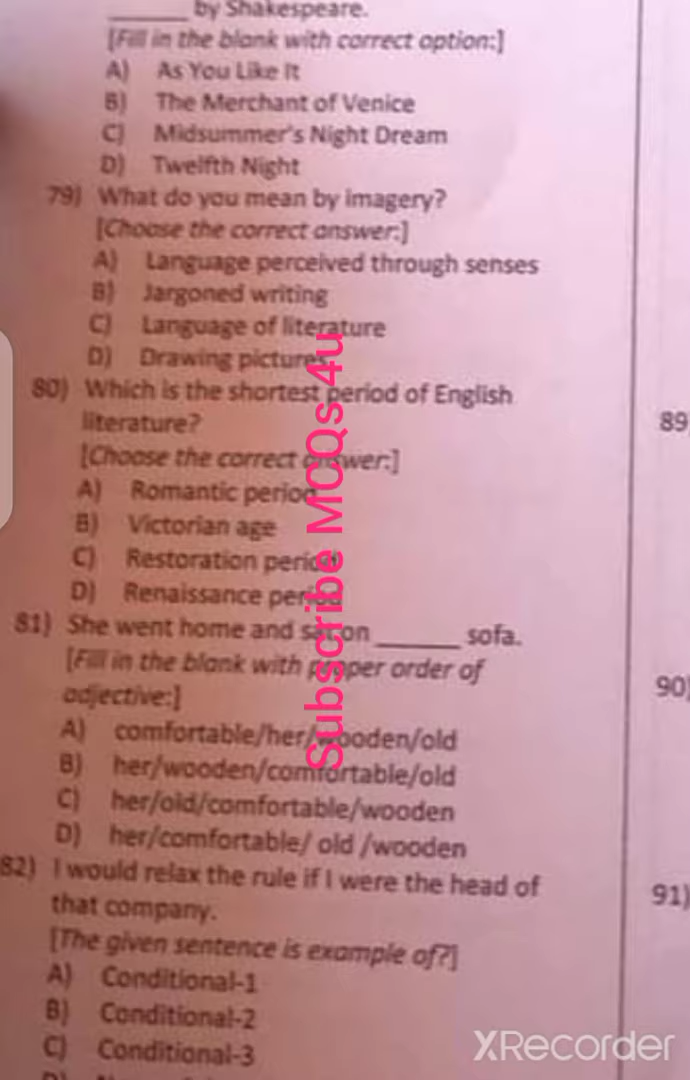 ______ by Shakespeare.
[Fill in the blank with correct option:]
A) As You Like It
B) The Merchant of Venice
C) Midsummer's Night Dream
D) Twelfth Night
79) What do you mean by imagery?
[Choose the correct answer:]
A) Language perceived through senses
B) Jargoned writing
C) Language of literature
D) Drawing pictures
80) Which is the shortest period of English
literature?
[Choose the correct answer:]
A) Romantic period
B) Victorian age
C) Restoration period
D) Renaissance period
81) She went home and sat on ______ sofa.
[Fill in the blank with proper order of
adjective:]
A) comfortable/her/wooden/old
B) her/wooden/comfortable/old
C) her/old/comfortable/wooden
D) her/comfortable/ old /wooden
82) I would relax the rule if I were the head of
that company.
[The given sentence is example of?]
A) Conditional-1
B) Conditional-2
C) Conditional-3
89
90)
91)
Subscribe MCQs 4u
XRecorder